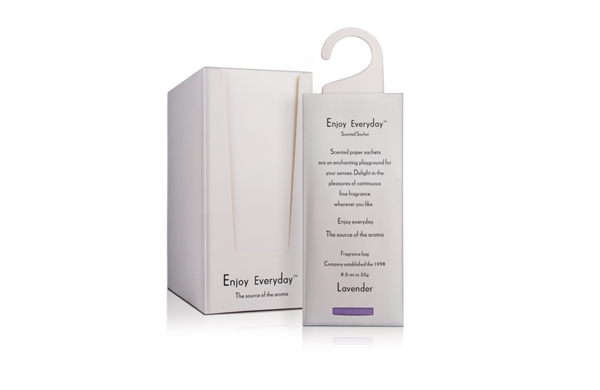 Enjoy Everyday™
The source of the aroma
Enjoy Everyday™
Scented Sachet
Scented paper sachets
are an enchanting playground for
your senses.Delight in the
pleasures of continuous
fine fragrance
wherever you like.
Enjoy everyday
The source of the aroma
Fragrance bag
Company established the 1998
8.0 mt in.35g
Lavender